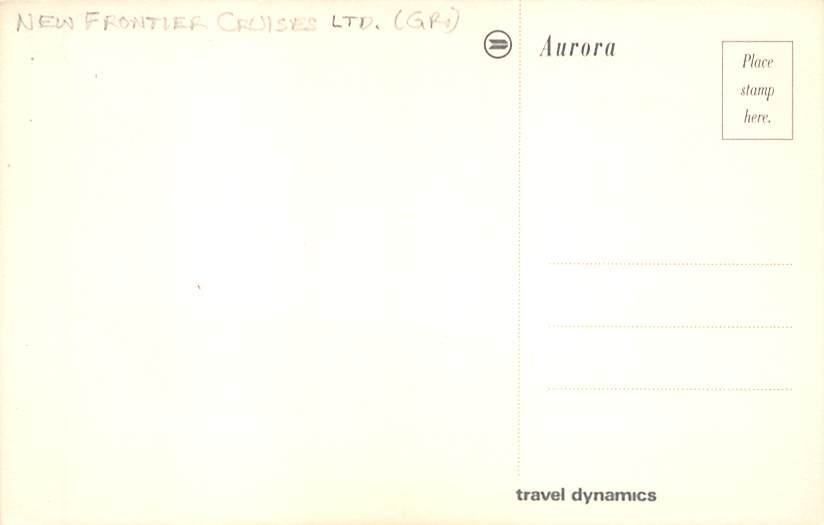 NEW FRONTIER CRUISES LTD. (GR.)
Aurora
Place
stamp
here.
travel dynamics